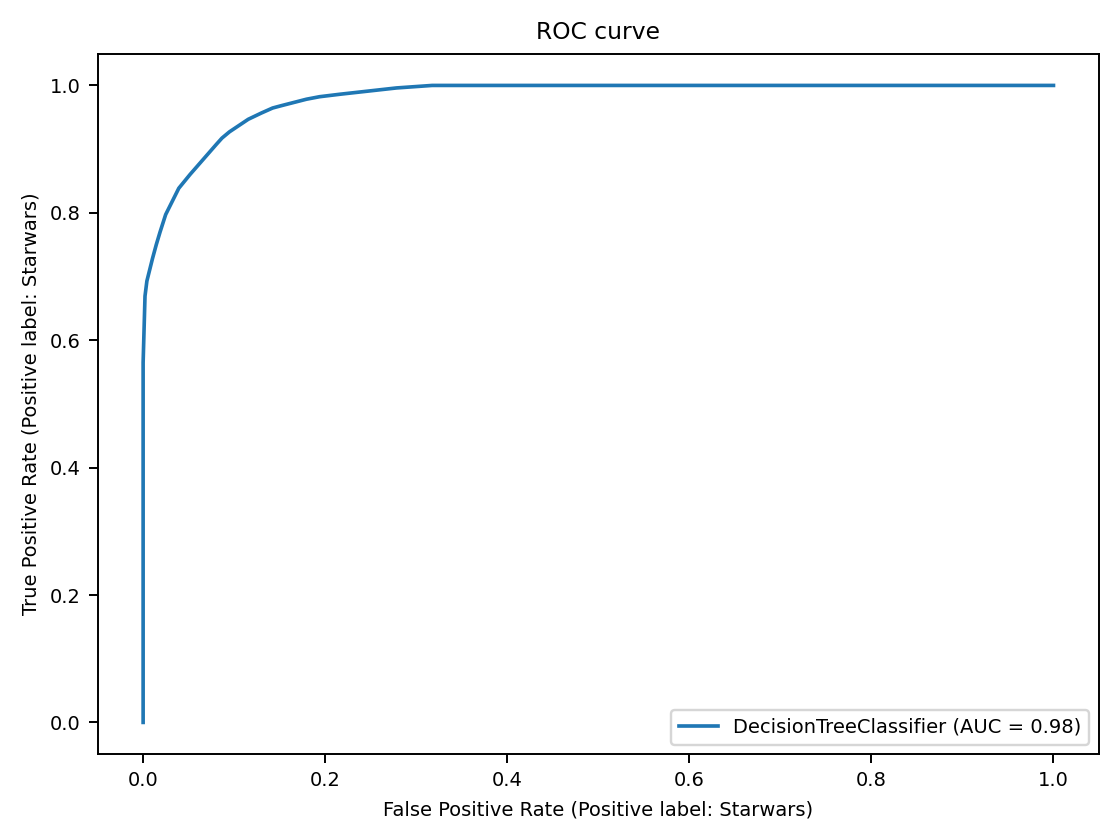 ROC curve
True Positive Rate (Positive label: Starwars)
1.0
0.8
0.6
0.4
0.2
0.0
DecisionTreeClassifier (AUC = 0.98)
0.0 0.2 0.4 0.6 0.8 1.0
False Positive Rate (Positive label: Starwars)